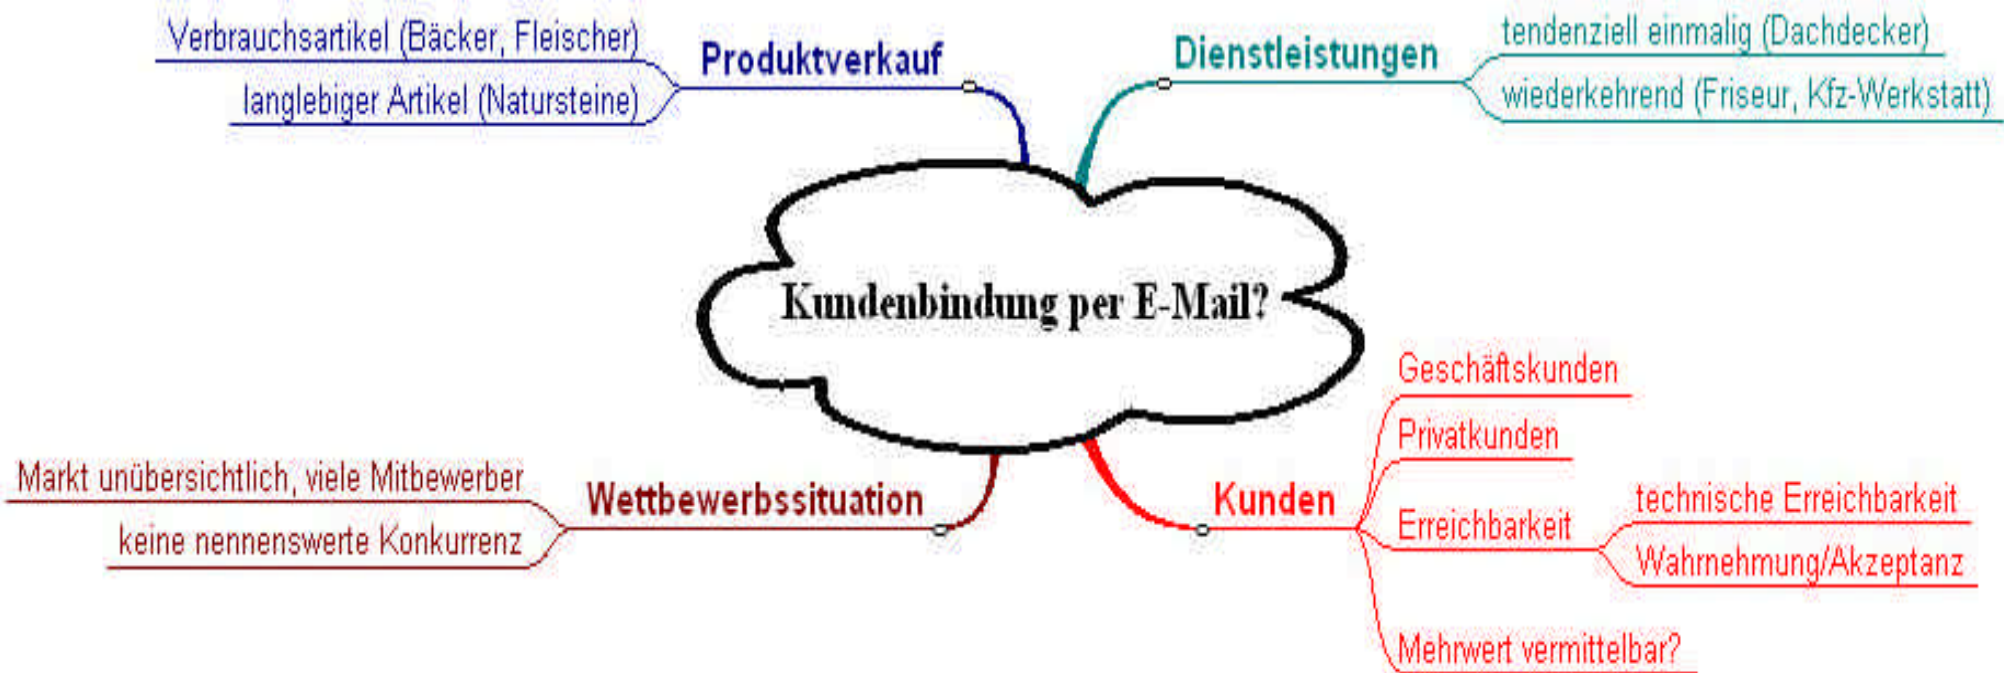 Verbrauchsartikel (Bäcker, Fleischer)
langlebiger Artikel (Natursteine)
Produktverkauf
Dienstleistungen
tendenziell einmalig (Dachdecker)
wiederkehrend (Friseur, Kfz-Werkstatt)
Kundenbindung per E-Mail?
Markt unübersichtlich, viele Mitbewerber
keine nennenswerte Konkurrenz
Wettbewerbssituation
Kunden
Geschäftskunden
Privatkunden
Erreichbarkeit
technische Erreichbarkeit
Wahrnehmung/Akzeptanz
Mehrwert vermittelbar?